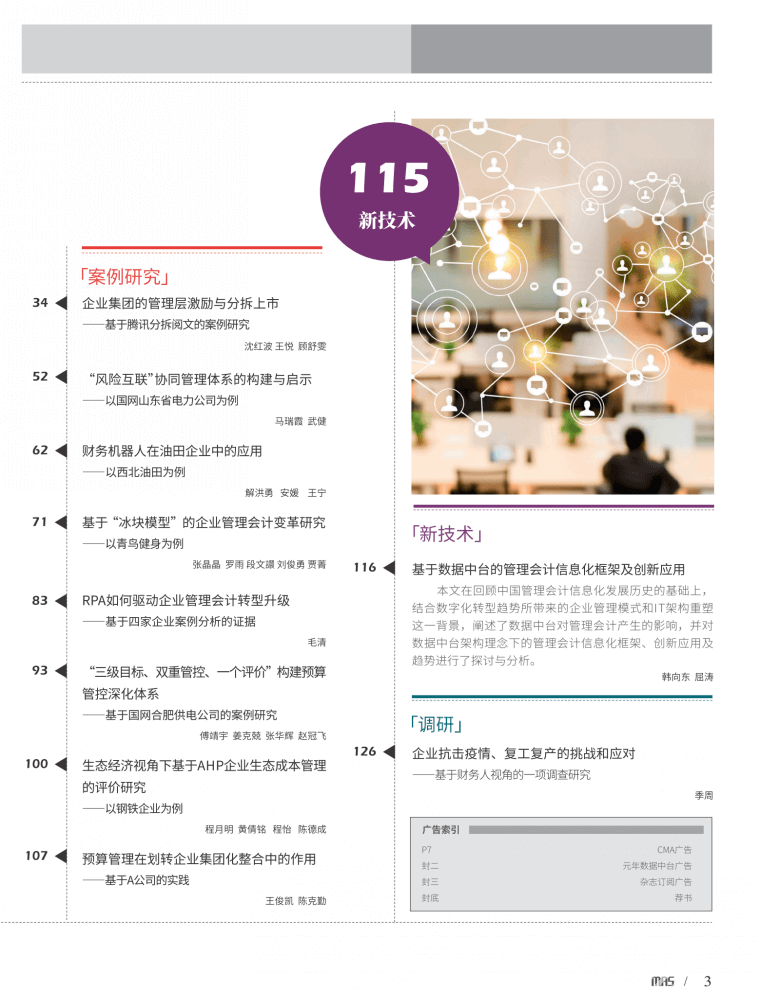 115
新技术
「案例研究」
34
企业集团的管理层激励与分拆上市
——基于腾讯分拆阅文的案例研究
沈红波 王悦 顾舒雯
52
“风险互联”协同管理体系的构建与启示
——以国网山东省电力公司为例
马瑞霞 武健
62
财务机器人在油田企业中的应用
——以西北油田为例
解洪勇 安媛 王宁
71
基于“冰块模型”的企业管理会计变革研究
——以青鸟健身为例
张晶晶 罗雨 段文譞 刘俊勇 贾菁
83
RPA如何驱动企业管理会计转型升级
——基于四家企业案例分析的证据
毛清
93
“三级目标、双重管控、一个评价”构建预算
管控深化体系
——基于国网合肥供电公司的案例研究
傅靖宇 姜克兢 张华辉 赵冠飞
100
生态经济视角下基于AHP企业生态成本管理
的评价研究
——以钢铁企业为例
程月明 黄倩铭 程怡 陈德成
107
预算管理在划转企业集团化整合中的作用
——基于A公司的实践
王俊凯 陈克勤
「新技术」
116
基于数据中台的管理会计信息化框架及创新应用
本文在回顾中国管理会计信息化发展历史的基础上，
结合数字化转型趋势所带来的企业管理模式和IT架构重塑
这一背景，阐述了数据中台对管理会计产生的影响，并对
数据中台架构理念下的管理会计信息化框架、创新应用及
趋势进行了探讨与分析。
韩向东 屈涛
「调研」
126
企业抗击疫情、复工复产的挑战和应对
——基于财务人视角的一项调查研究
季周
广告索引
P7 CMA广告
封二 元年数据中台广告
封三 杂志订阅广告
封底 荐书
MAS / 3